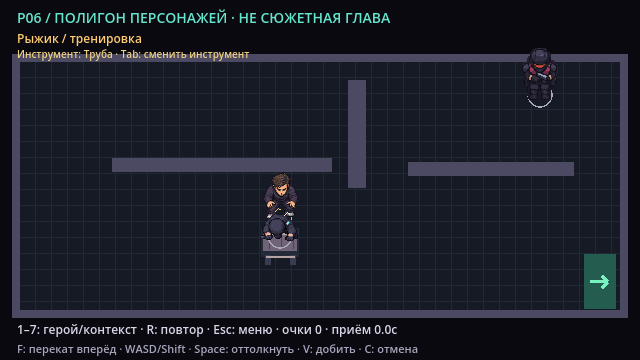 P06 / ПОЛИГОН ПЕРСОНАЖЕЙ · НЕ СЮЖЕТНАЯ ГЛАВА
Рыжик / тренировка
Инструмент: Труба · Tab: сменить инструмент
1–7: герой/контекст · R: повтор · Esc: меню · очки 0 · приём 0.0с
F: перекат вперёд · WASD/Shift · Space: оттолкнуть · V: добить · C: отмена